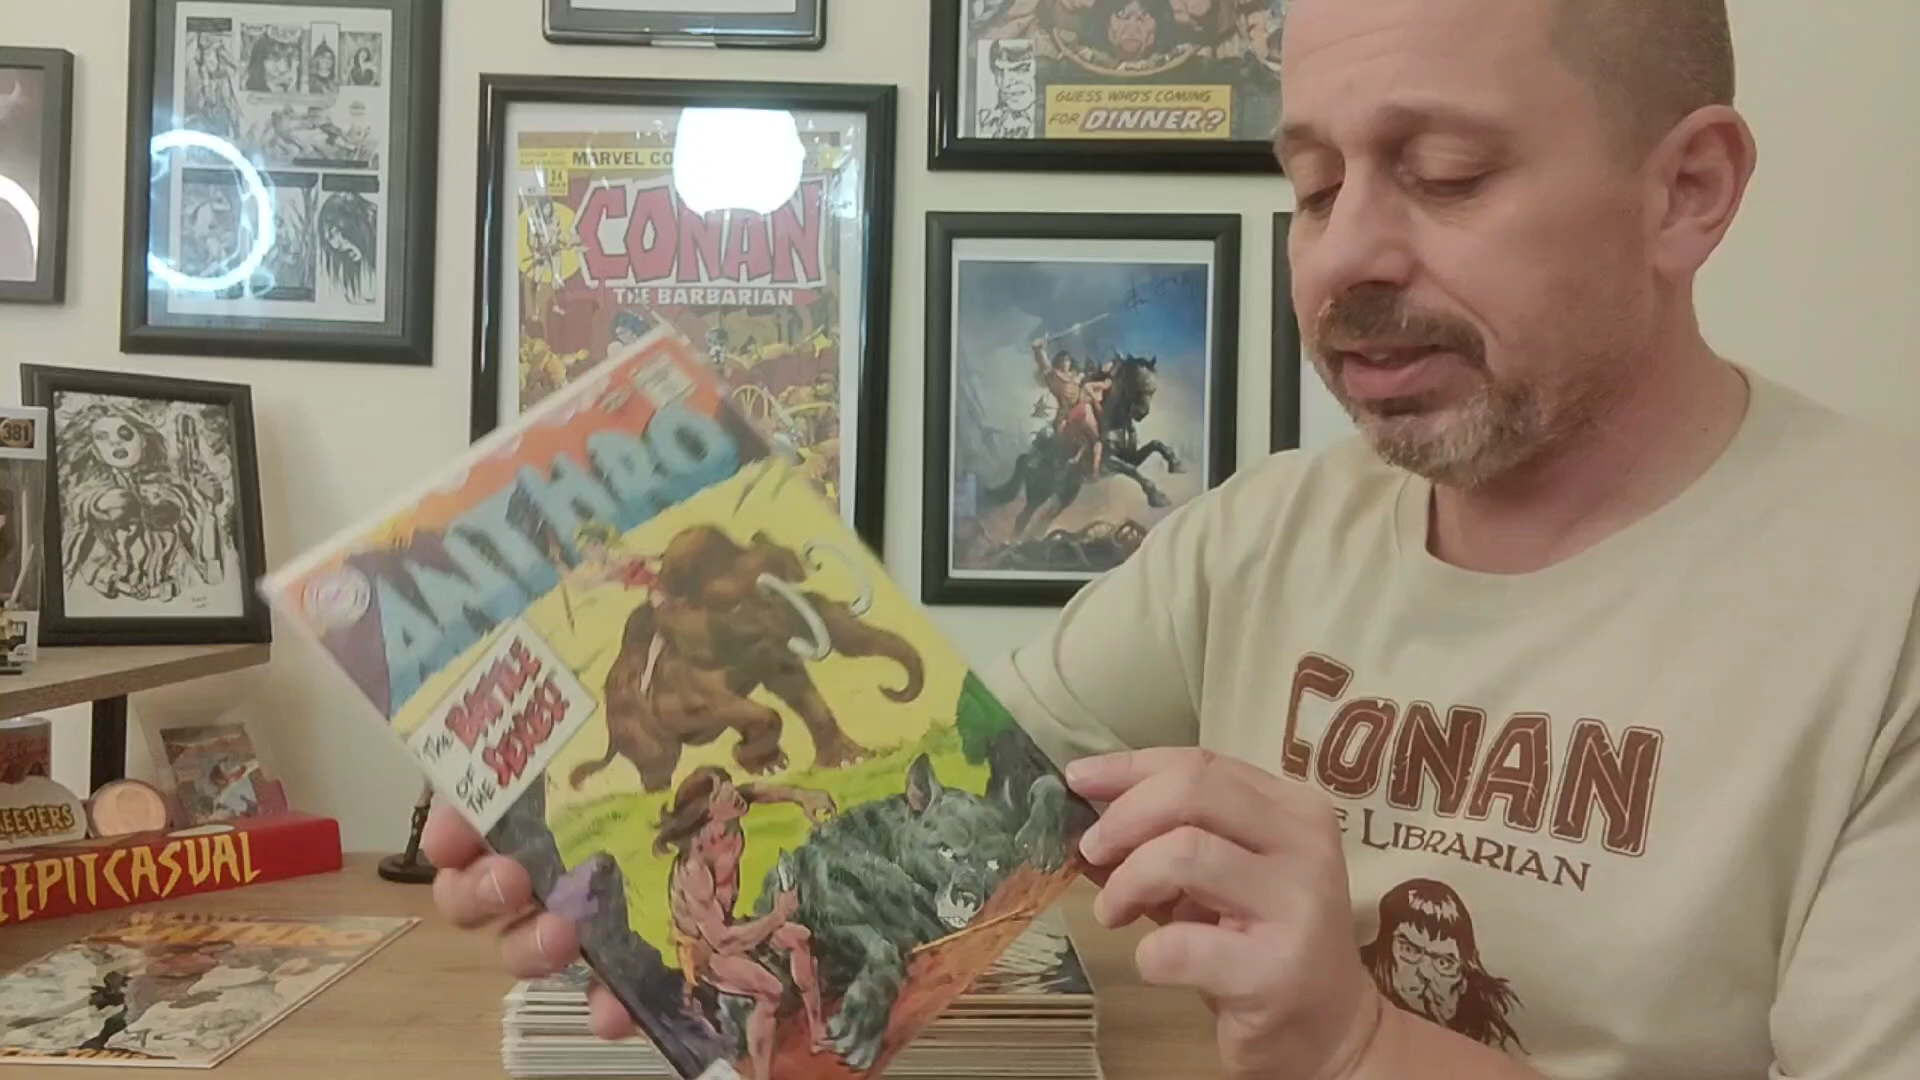 GUESS WHO'S COMING
FOR DINNER?
MARVEL CO
24
CONAN
THE BARBARIAN
381
ANTHRO
THE BATTLE
OF
THE SEXES!
CONAN
LIBRARIAN
EEPERS
EEPITCASUAL
ANTHRO